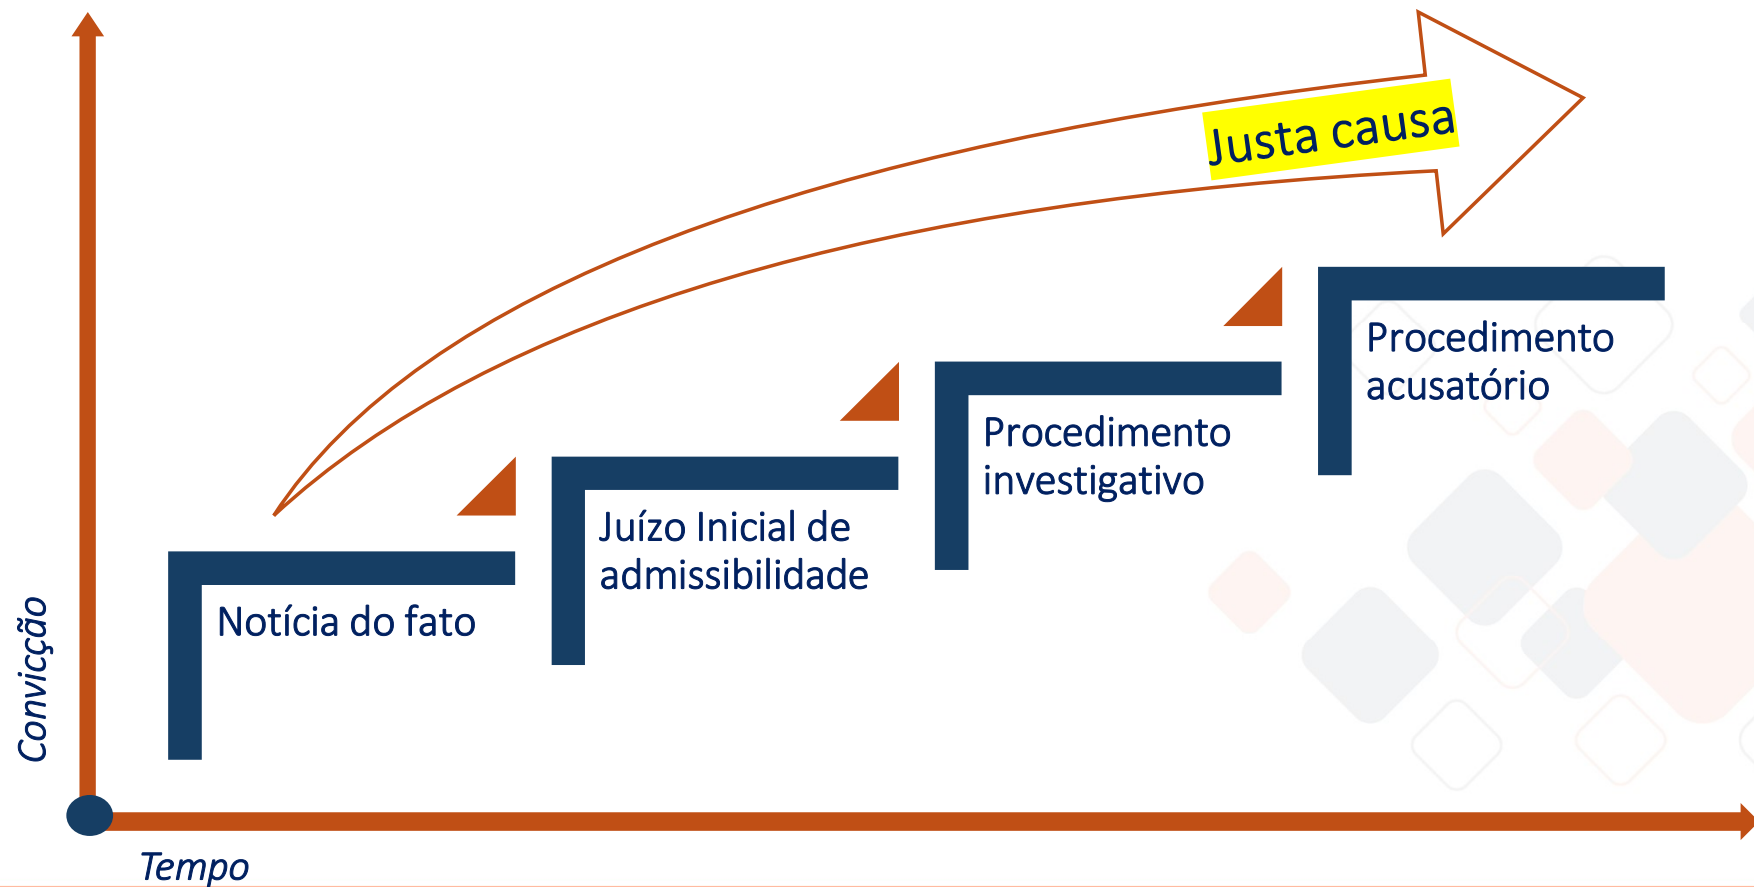 Justa causa
Procedimento
acusatório
Procedimento
investigativo
Juízo Inicial de
admissibilidade
Notícia do fato
Convicção
Tempo